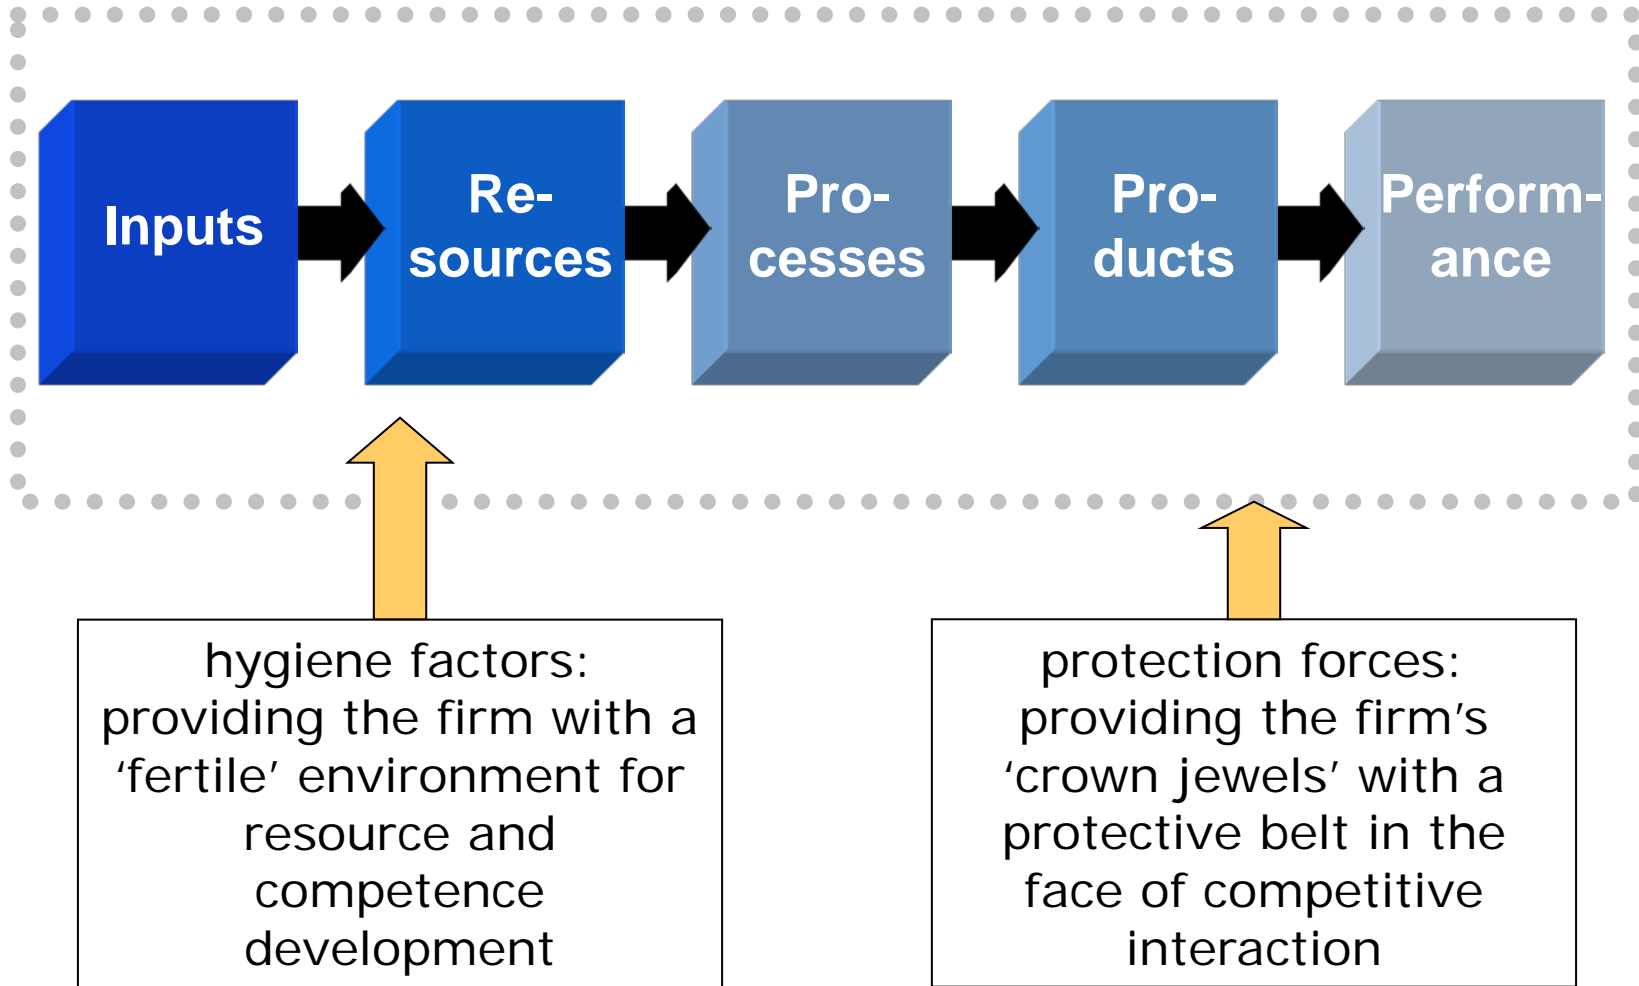 Inputs
Re-
sources
Pro-
cesses
Pro-
ducts
Perform-
ance
hygiene factors:
providing the firm with a
‘fertile’ environment for
resource and
competence
development
protection forces:
providing the firm’s
‘crown jewels’ with a
protective belt in the
face of competitive
interaction